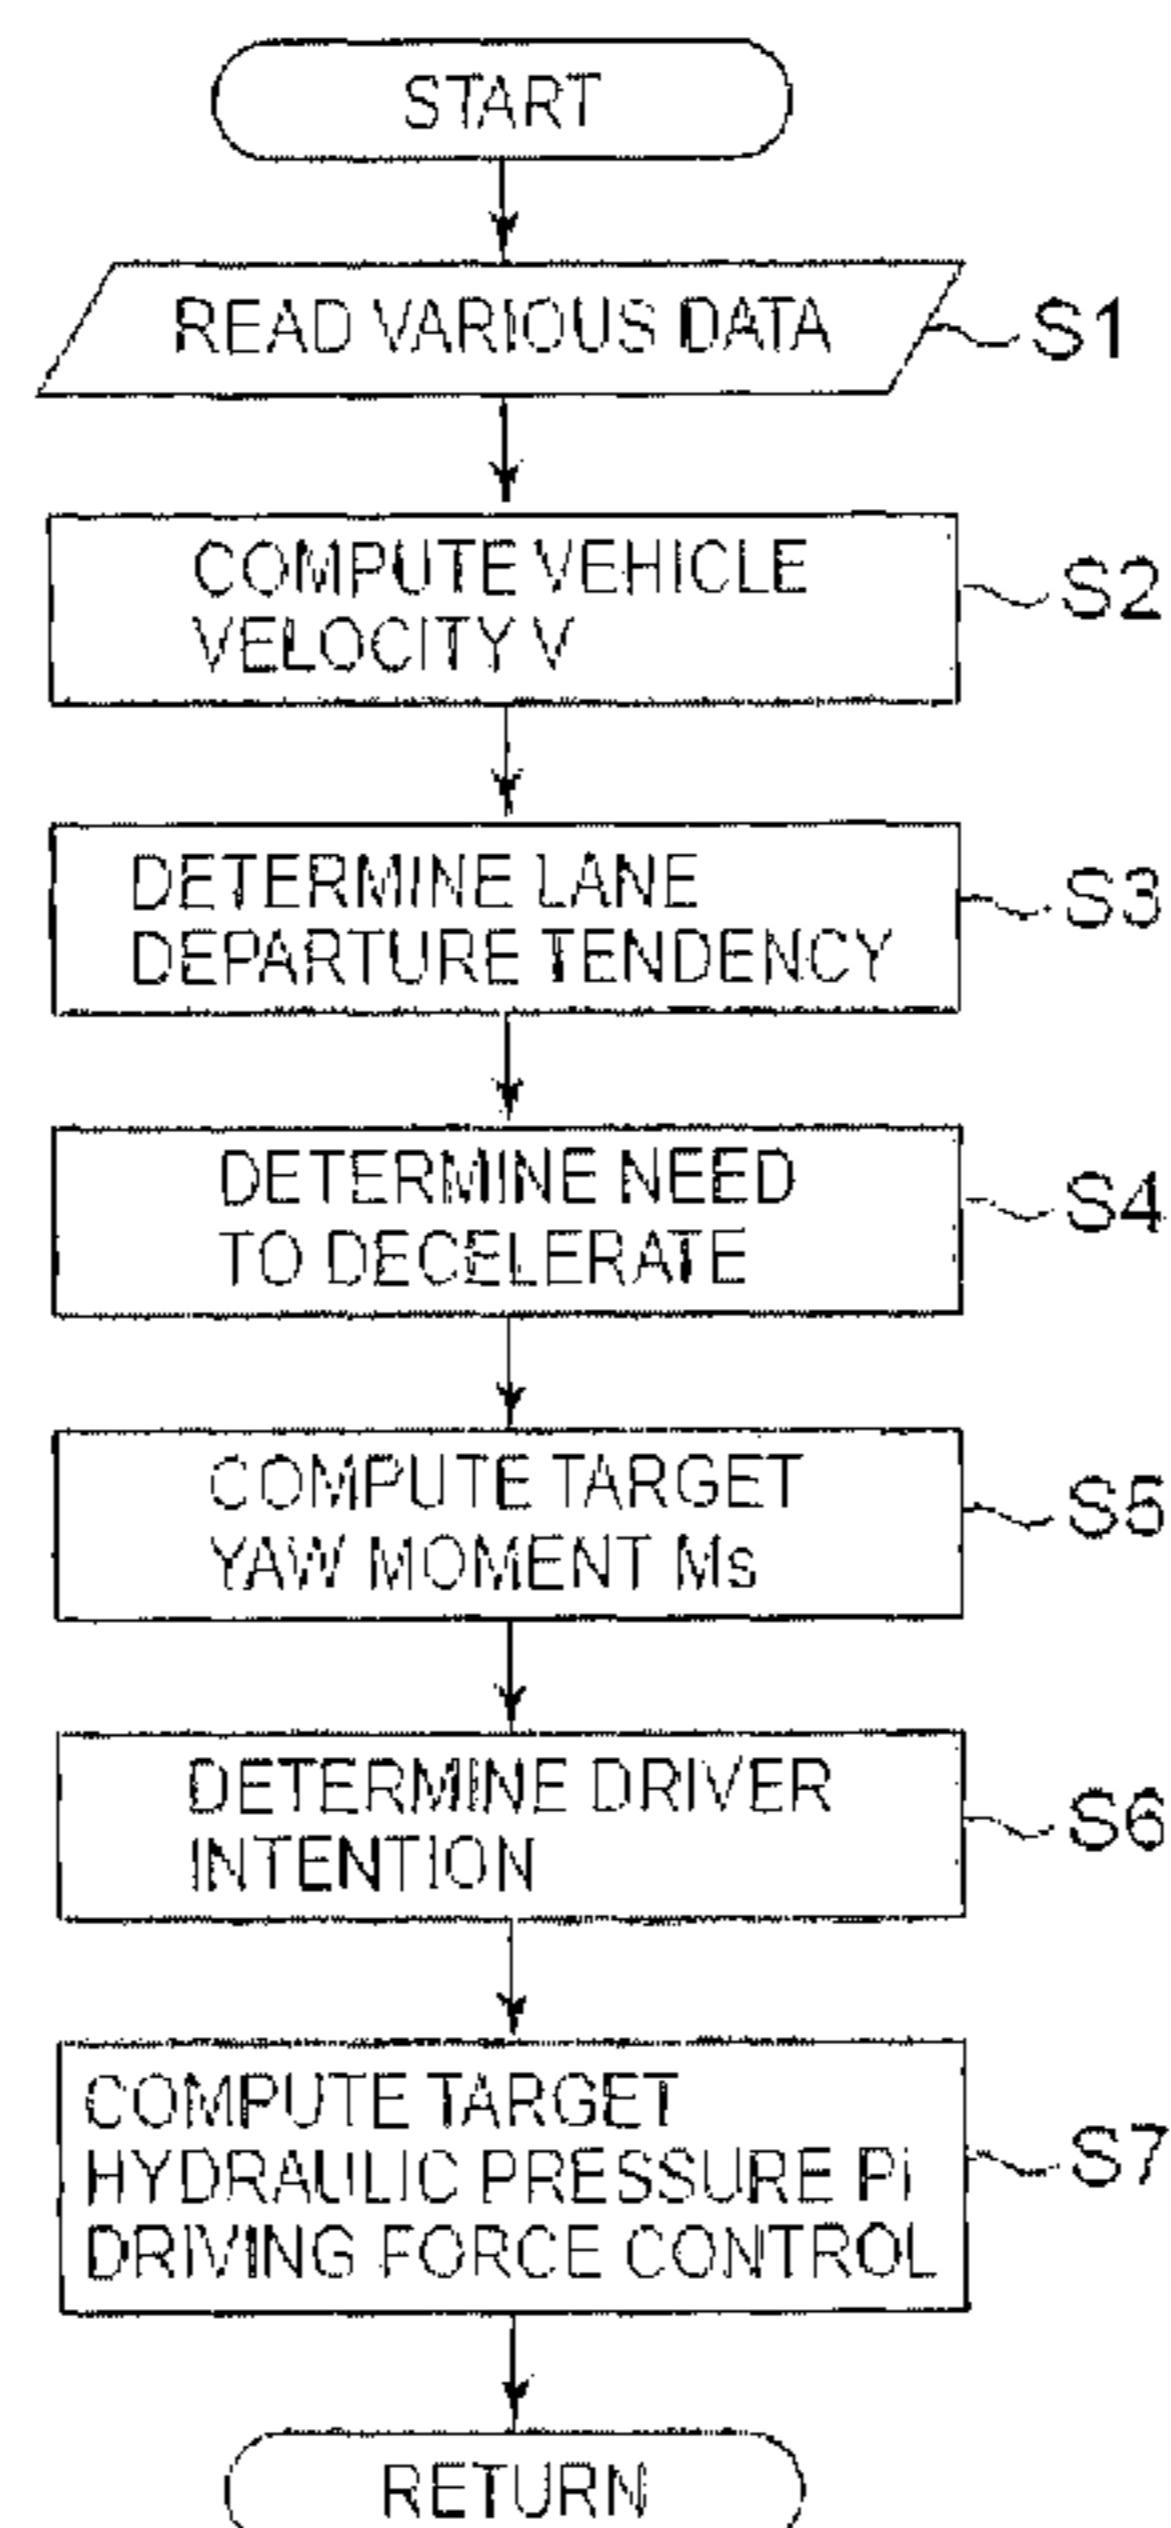 START
READ VARIOUS DATA
S1
COMPUTE VEHICLE
VELOCITY V
S2
DETERMINE LANE
DEPARTURE TENDENCY
S3
DETERMINE NEED
TO DECELERATE
S4
COMPUTE TARGET
YAW MOMENT Ms
S5
DETERMINE DRIVER
INTENTION
S6
COMPUTE TARGET
HYDRAULIC PRESSURE Pi
DRIVING FORCE CONTROL
S7
RETURN